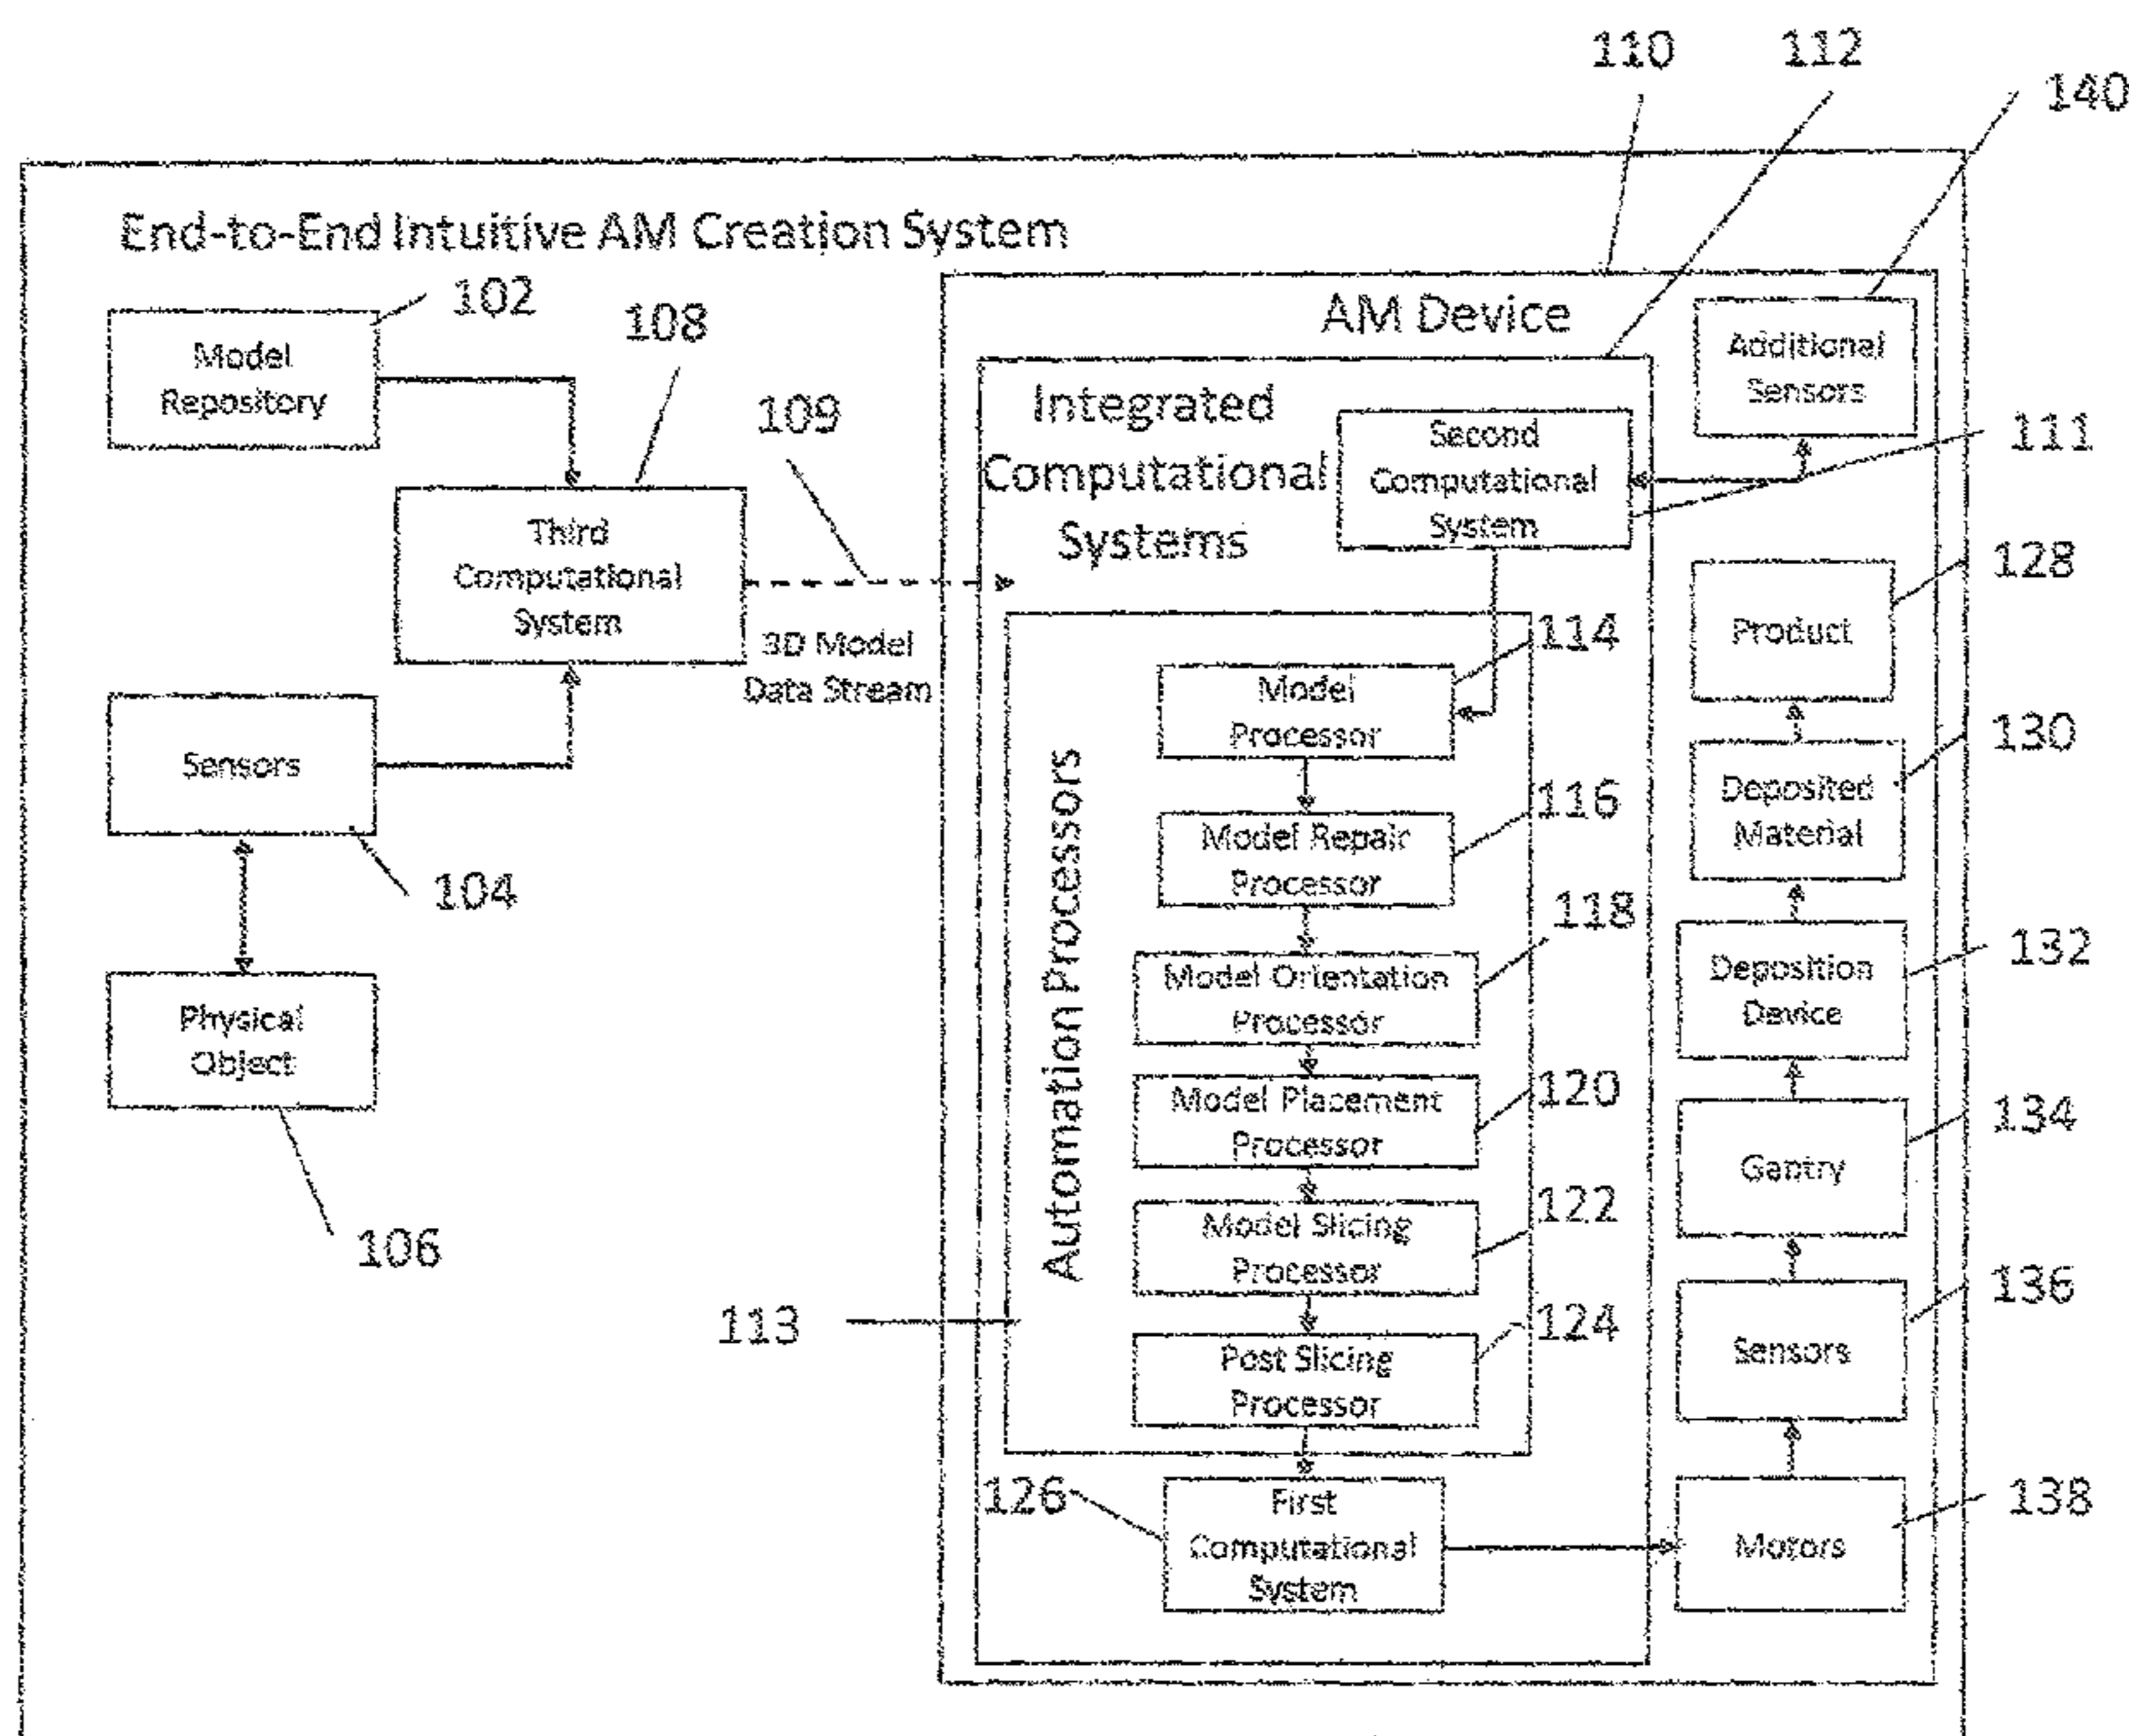 110
112
140
End-to-End Intuitive AM Creation System
102
Model
Repository
108
109
Third
Computational
System
3D Model
Data Stream
Sensors
104
Physical
Object
106
AM Device
Integrated
Computational
Systems
Second
Computational
System
111
Additional
Sensors
Automation Processors
113
Model
Processor
114
Model Repair
Processor
116
Model Orientation
Processor
118
Model Placement
Processor
120
Model Slicing
Processor
122
Post Slicing
Processor
124
126
First
Computational
System
Product
128
Deposited
Material
130
Deposition
Device
132
Gantry
134
Sensors
136
Motors
138